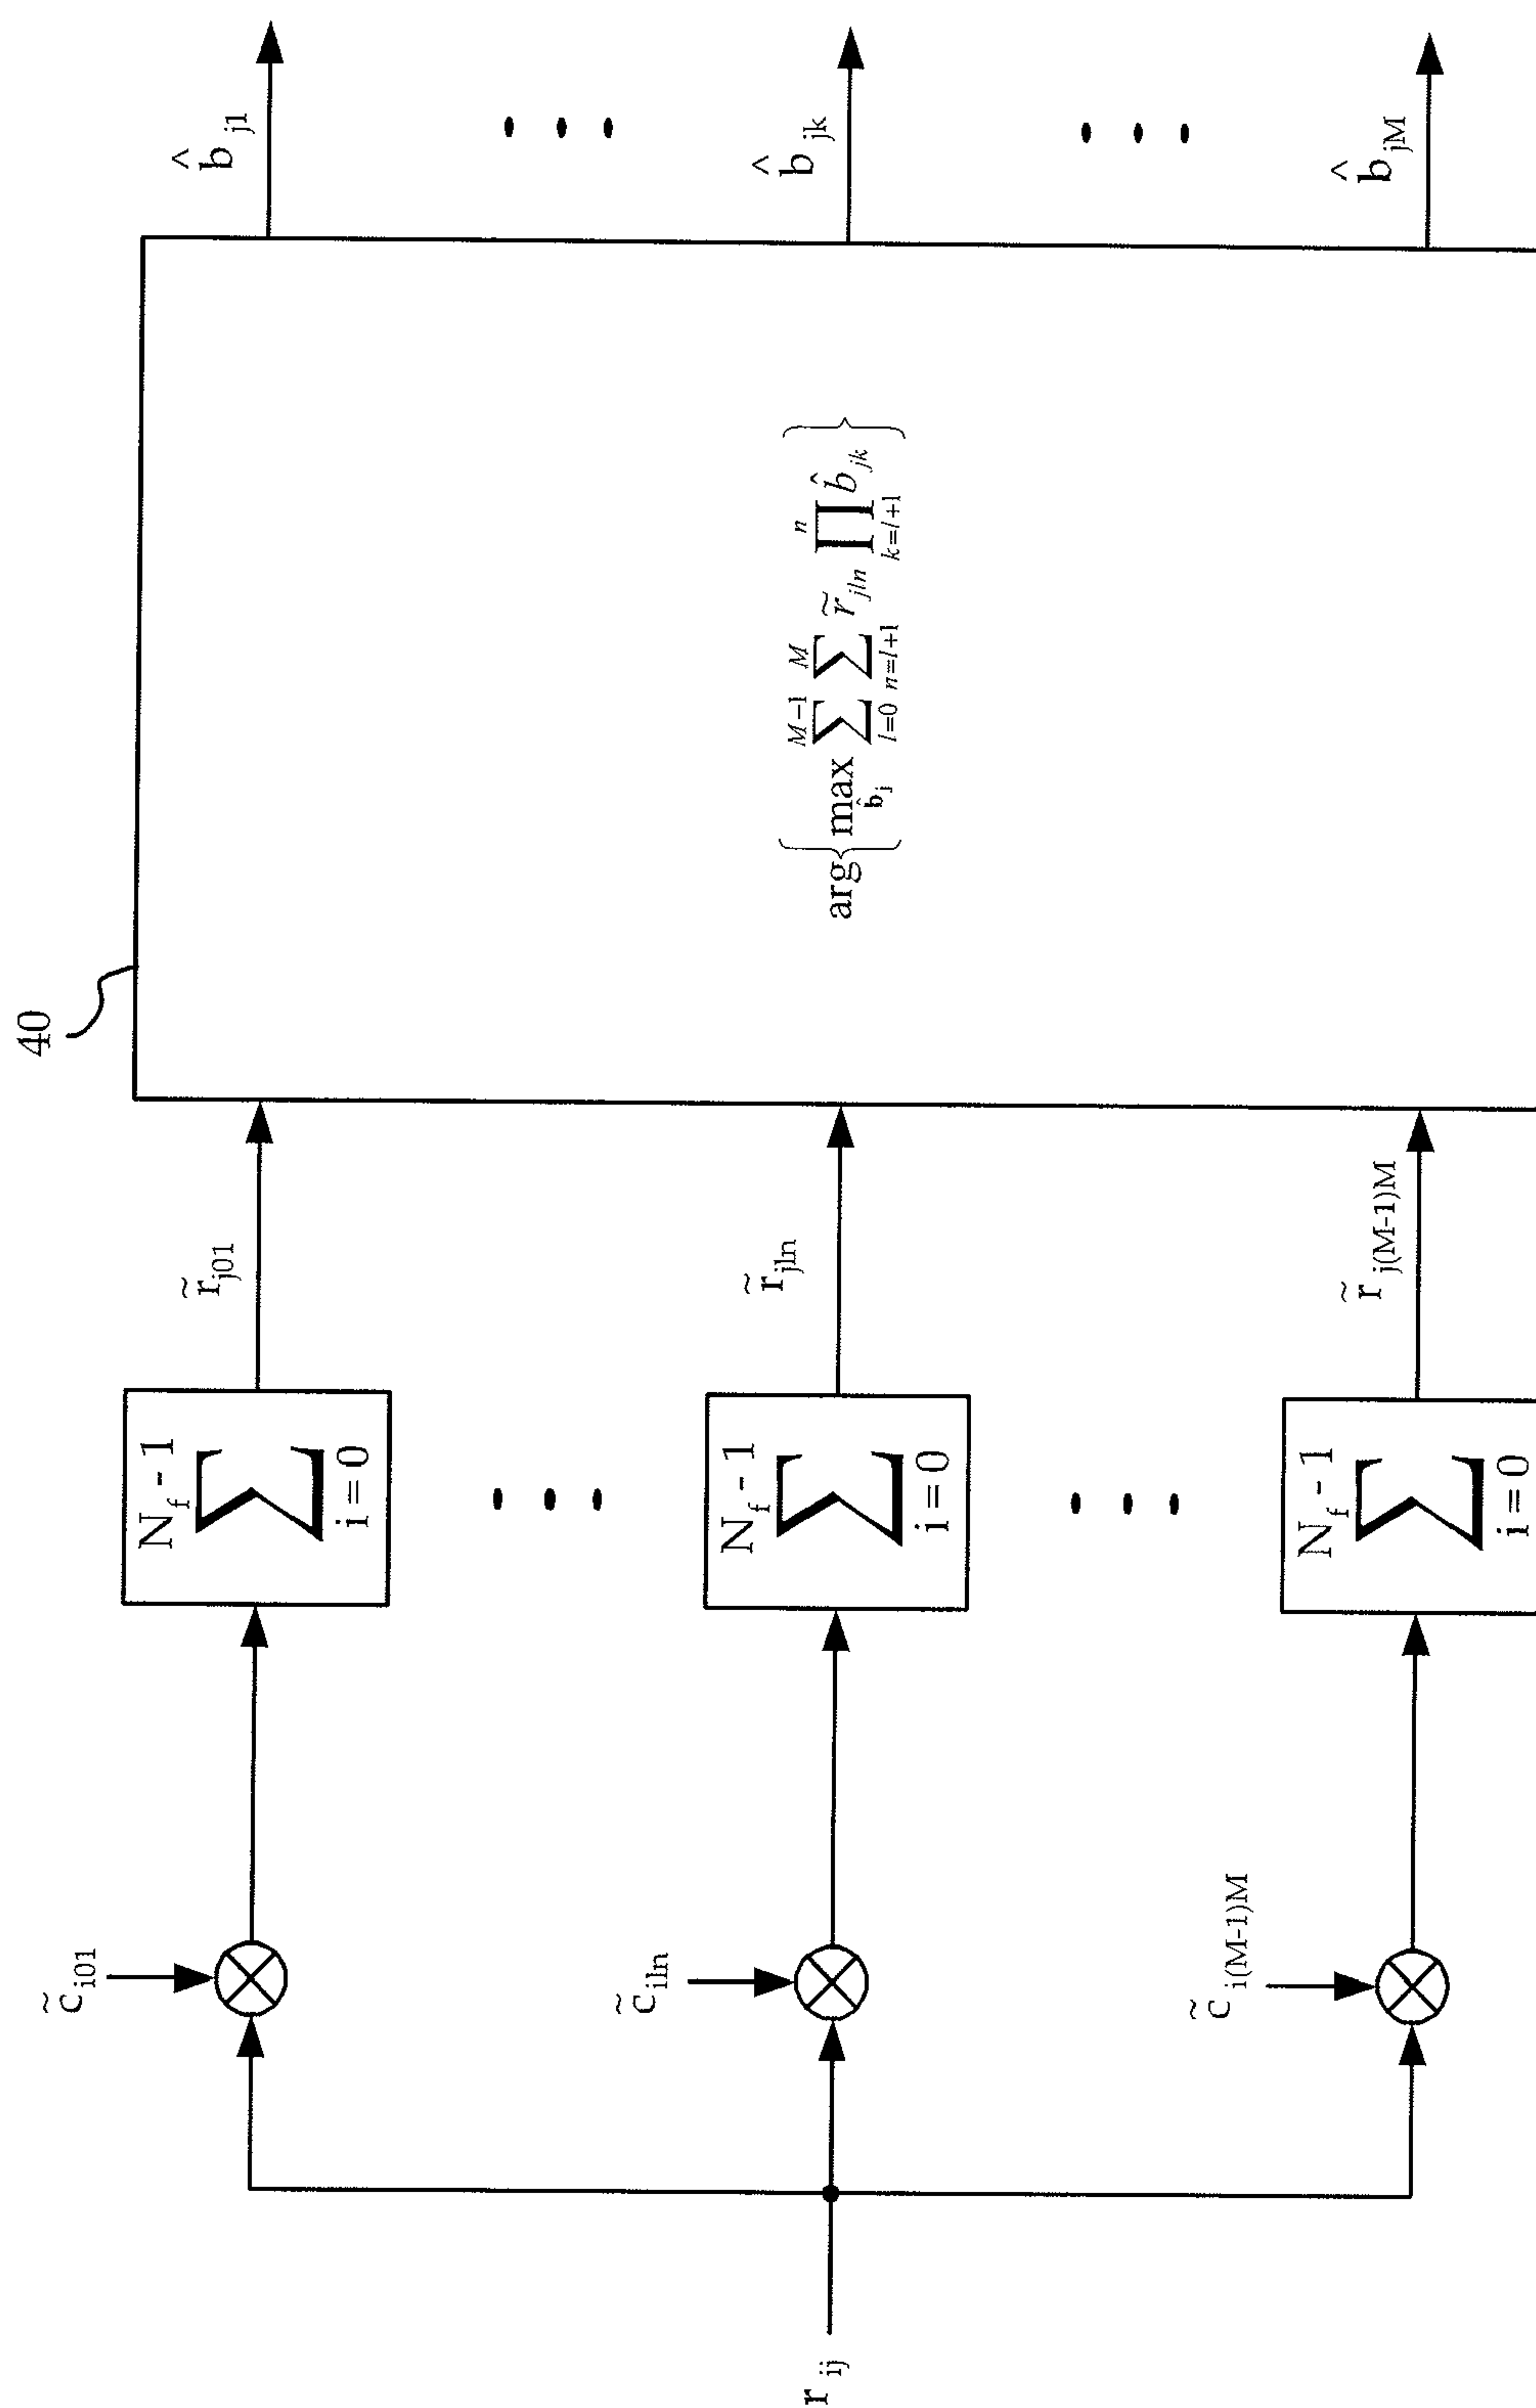 40
r_ij
c̃_i01
N_f - 1
∑
i = 0
r̃_j01
b̂_j1
c̃_iln
N_f - 1
∑
i = 0
r̃_jln
arg { max_{b̂_j} ∑_{l=0}^{M−1} ∑_{n=l+1}^{M} r̃_jln ∏_{k=l+1}^{n} b̂_jk }
b̂_jk
c̃_i(M-1)M
N_f - 1
∑
i = 0
r̃_j(M-1)M
b̂_jM